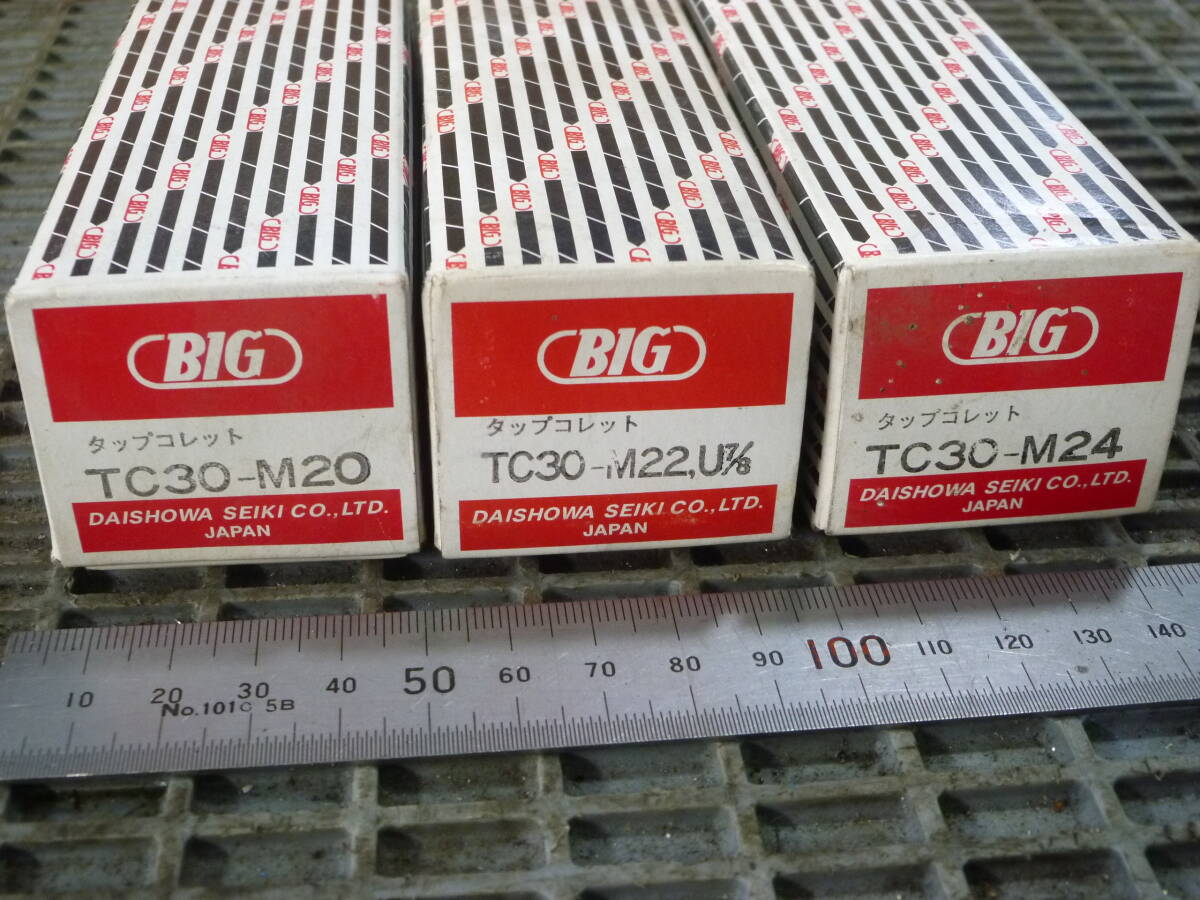 BIG
タップコレット
TC30-M20
DAISHOWA SEIKI CO.,LTD.
JAPAN
BIG
タップコレット
TC30-M22,U⅞
DAISHOWA SEIKI CO.,LTD.
JAPAN
BIG
タップコレット
TC30-M24
DAISHOWA SEIKI CO.,LTD.
JAPAN
10 20 30 40 50 60 70 80 90 100 110 120 130 140
No.101C 5B